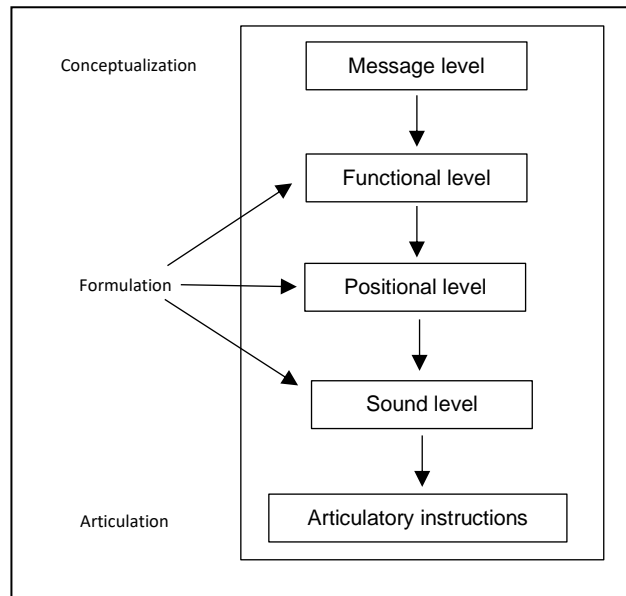 Conceptualization
Message level
Functional level
Formulation
Positional level
Sound level
Articulation
Articulatory instructions